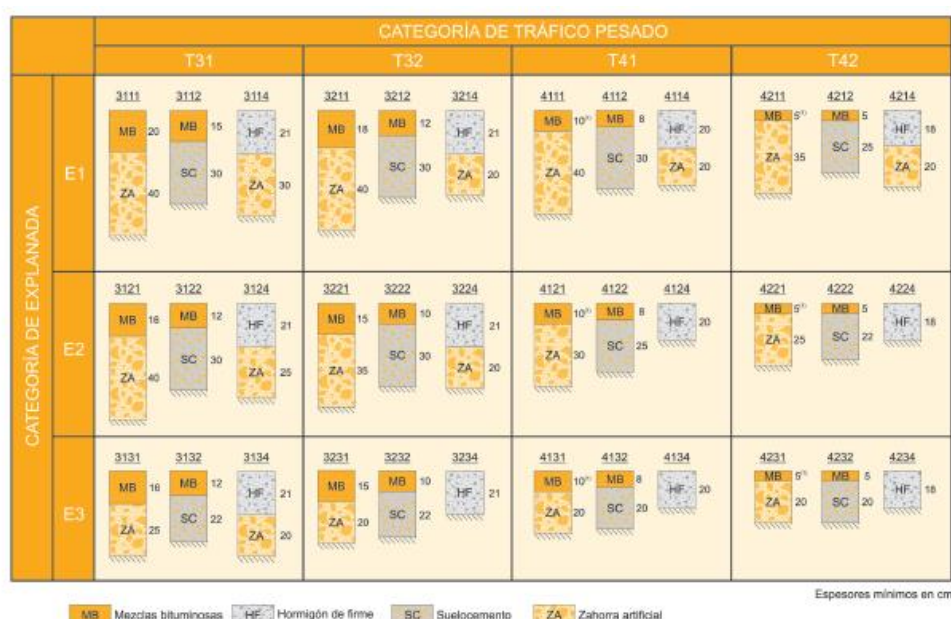 CATEGORÍA DE TRÁFICO PESADO
T31 T32 T41 T42
CATEGORÍA DE EXPLANADA
E1
3111 3112 3114 3211 3212 3214 4111 4112 4114 4211 4212 4214
MB 20 MB 15 HF 21 MB 18 MB 12 HF 21 MB 10(1) MB 8 HF 20 MB 5(1) MB 5 HF 18
ZA 40 SC 30 ZA 30 ZA 40 SC 30 ZA 20 ZA 40 SC 30 ZA 20 ZA 35 SC 25 ZA 20
E2
3121 3122 3124 3221 3222 3224 4121 4122 4124 4221 4222 4224
MB 16 MB 12 HF 21 MB 15 MB 10 HF 21 MB 10(1) MB 8 HF 20 MB 5(1) MB 5 HF 18
ZA 40 SC 30 ZA 25 ZA 35 SC 30 ZA 20 ZA 30 SC 25 ZA 25 SC 22
E3
3131 3132 3134 3231 3232 3234 4131 4132 4134 4231 4232 4234
MB 16 MB 12 HF 21 MB 15 MB 10 HF 21 MB 10(1) MB 8 HF 20 MB 5(1) MB 5 HF 18
ZA 25 SC 22 ZA 20 ZA 20 SC 22 ZA 20 SC 20 ZA 20 SC 20
Espesores mínimos en cm
MB Mezclas bituminosas HF Hormigón de firme SC Suelocemento ZA Zahorra artificial